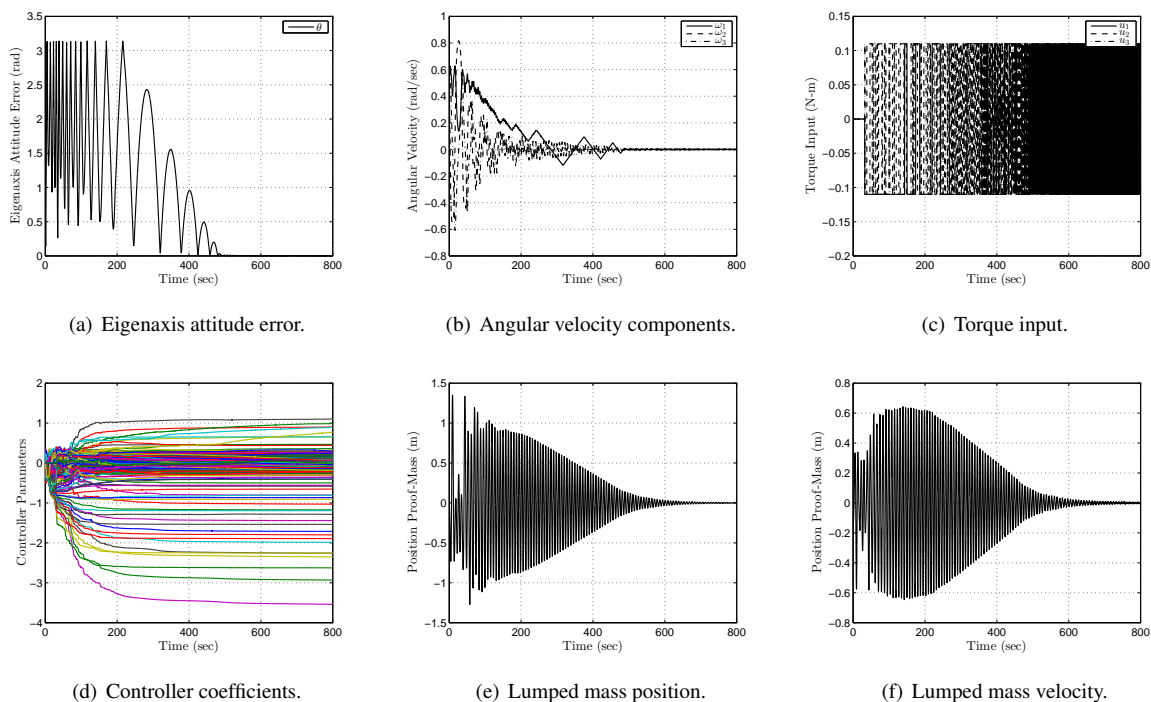 θ
3.5
3
2.5
2
1.5
1
0.5
0
Eigenaxis Attitude Error (rad)
0 200 400 600 800
Time (sec)
(a) Eigenaxis attitude error.
ω1
ω2
ω3
1
0.8
0.6
0.4
0.2
0
−0.2
−0.4
−0.6
−0.8
Angular Velocity (rad/sec)
0 200 400 600 800
Time (sec)
(b) Angular velocity components.
u1
u2
u3
0.15
0.1
0.05
0
−0.05
−0.1
−0.15
−0.2
Torque Input (N-m)
0 200 400 600 800
Time (sec)
(c) Torque input.
2
1
0
−1
−2
−3
−4
Controller Parameters
0 200 400 600 800
Time (sec)
(d) Controller coefficients.
1.5
1
0.5
0
−0.5
−1
−1.5
Position Proof-Mass (m)
0 200 400 600 800
Time (sec)
(e) Lumped mass position.
0.8
0.6
0.4
0.2
0
−0.2
−0.4
−0.6
−0.8
Position Proof-Mass (m)
0 200 400 600 800
Time (sec)
(f) Lumped mass velocity.